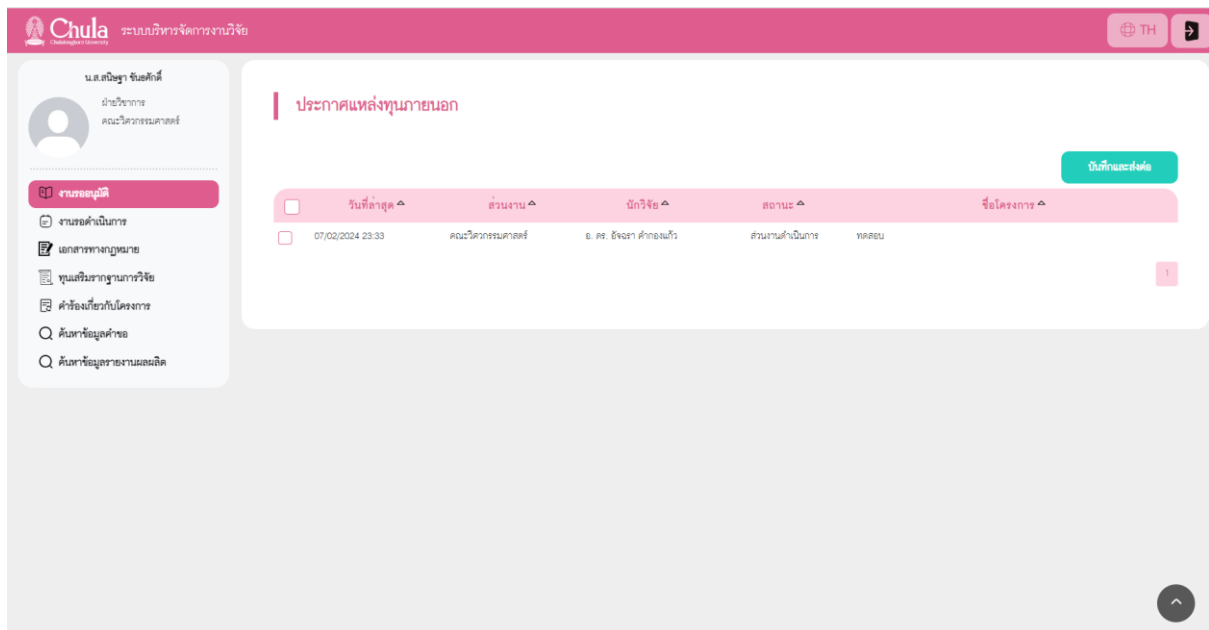 Chula
Chulalongkorn University
ระบบบริหารจัดการงานวิจัย
TH
น.ส.สนิษฐา ขันธศักดิ์
ฝ่ายวิชาการ
คณะวิศวกรรมศาสตร์
งานรออนุมัติ
งานรอดำเนินการ
เอกสารทางกฎหมาย
ทุนเสริมรากฐานการวิจัย
คำร้องเกี่ยวกับโครงการ
ค้นหาข้อมูลคำขอ
ค้นหาข้อมูลรายงานผลผลิต
ประกาศแหล่งทุนภายนอก
บันทึกและส่งต่อ
วันที่ล่าสุด ส่วนงาน นักวิจัย สถานะ ชื่อโครงการ
07/02/2024 23:33 คณะวิศวกรรมศาสตร์ อ. ดร. อัจฉรา คำกองแก้ว ส่วนงานดำเนินการ ทดสอบ
1